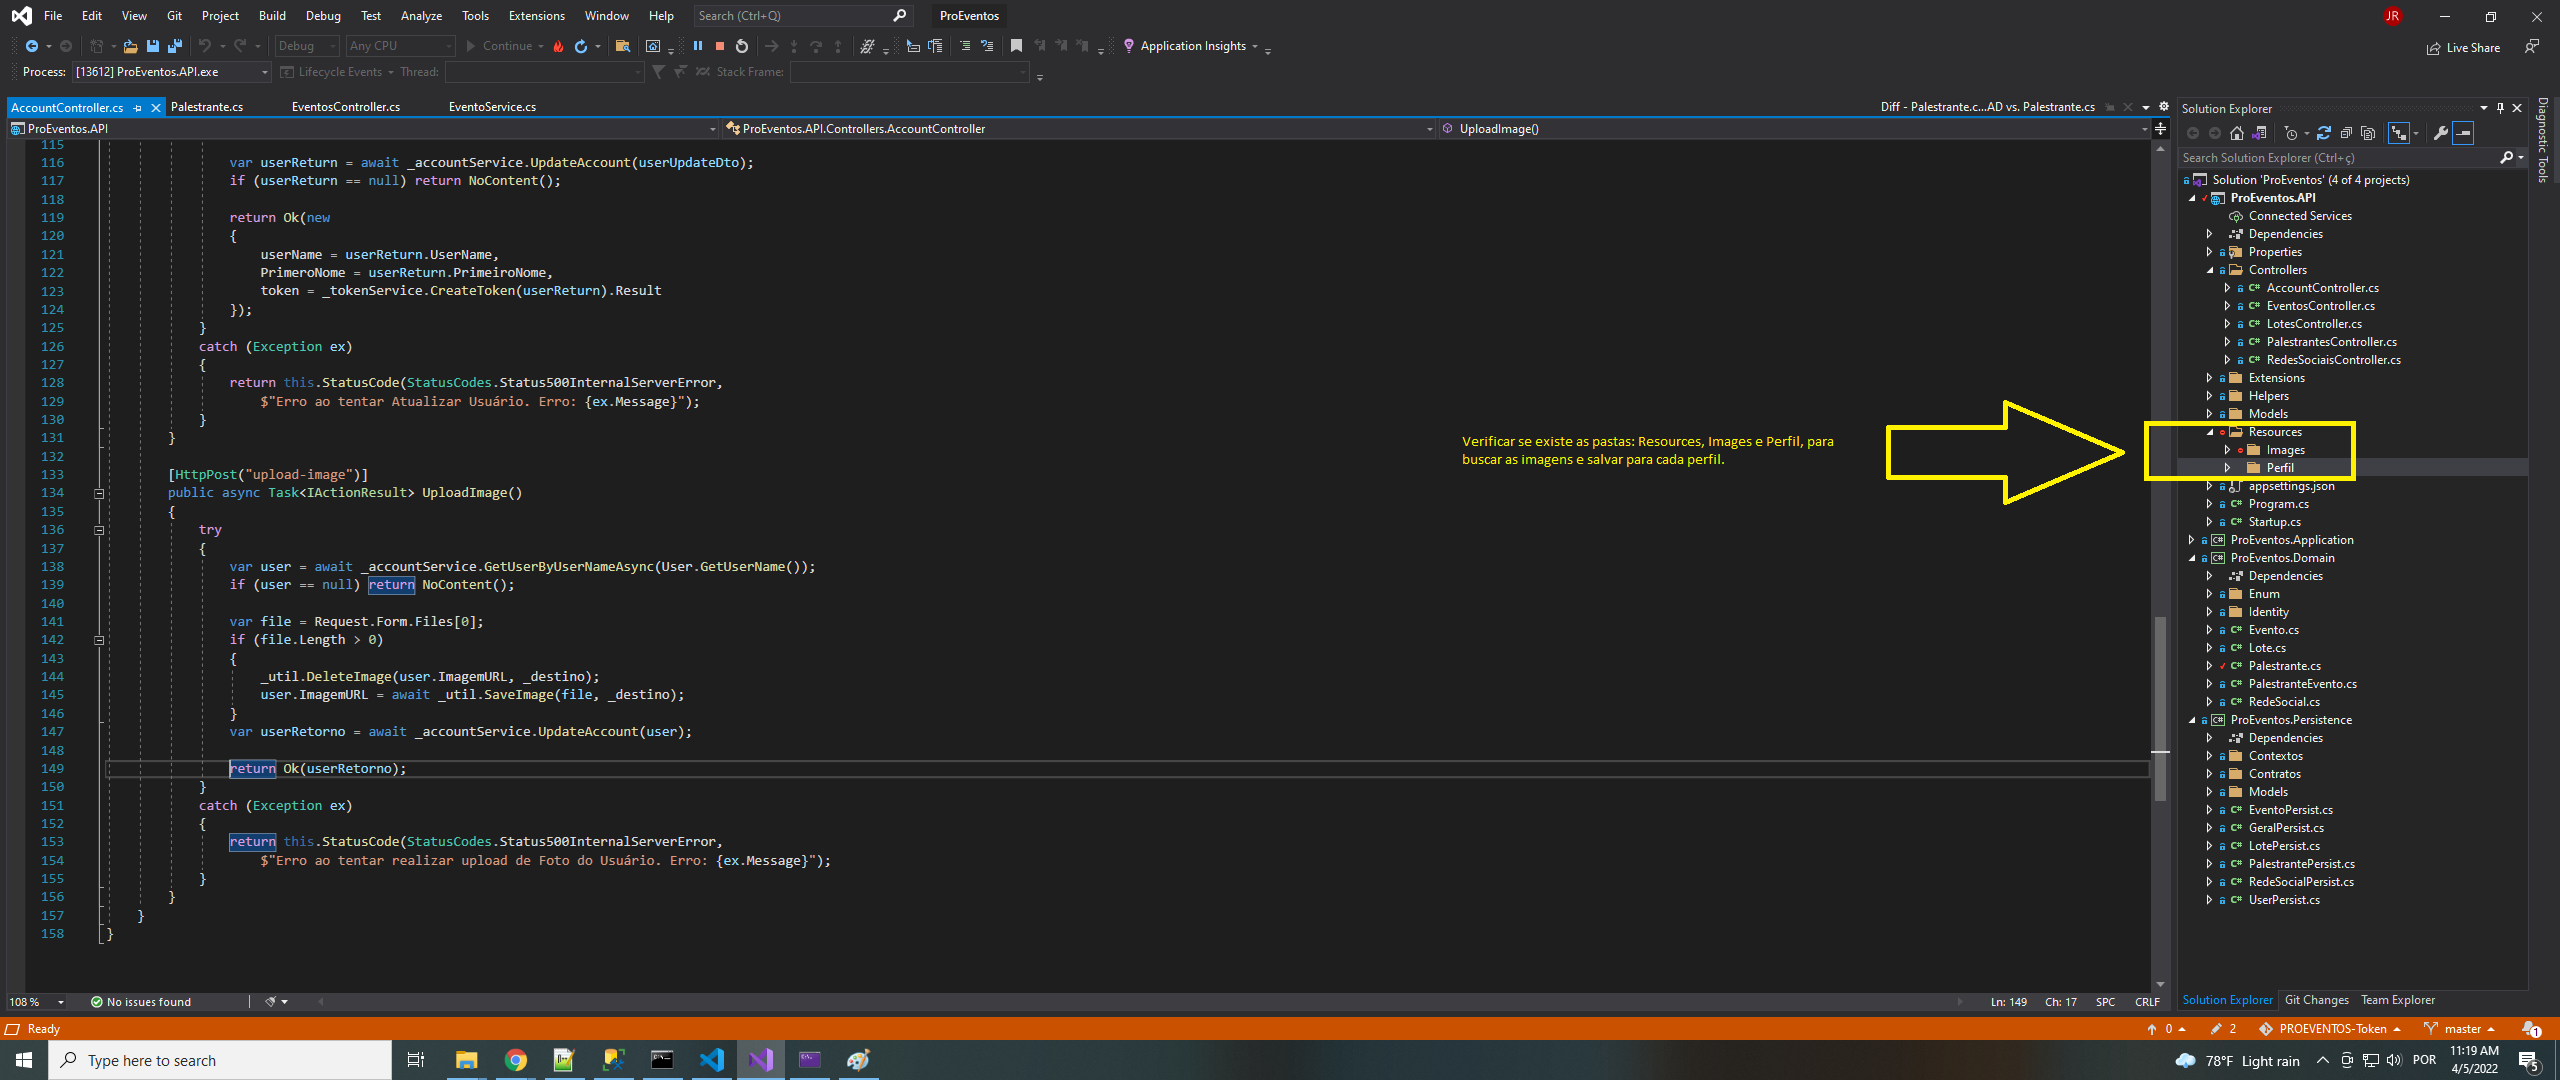 File Edit View Git Project Build Debug Test Analyze Tools Extensions Window Help Search (Ctrl+Q) ProEventos JR
Debug Any CPU Continue Application Insights Live Share
Process: [13612] ProEventos.API.exe Lifecycle Events Thread: Stack Frame:
AccountController.cs Palestrante.cs EventosController.cs EventoService.cs Diff - Palestrante.c...AD vs. Palestrante.cs
ProEventos.API ProEventos.API.Controllers.AccountController UploadImage()
115
116 var userReturn = await _accountService.UpdateAccount(userUpdateDto);
117 if (userReturn == null) return NoContent();
118
119 return Ok(new
120 {
121 userName = userReturn.UserName,
122 PrimeroNome = userReturn.PrimeiroNome,
123 token = _tokenService.CreateToken(userReturn).Result
124 });
125 }
126 catch (Exception ex)
127 {
128 return this.StatusCode(StatusCodes.Status500InternalServerError,
129 $"Erro ao tentar Atualizar Usuário. Erro: {ex.Message}");
130 }
131 }
132
133 [HttpPost("upload-image")]
134 public async Task<IActionResult> UploadImage()
135 {
136 try
137 {
138 var user = await _accountService.GetUserByUserNameAsync(User.GetUserName());
139 if (user == null) return NoContent();
140
141 var file = Request.Form.Files[0];
142 if (file.Length > 0)
143 {
144 _util.DeleteImage(user.ImagemURL, _destino);
145 user.ImagemURL = await _util.SaveImage(file, _destino);
146 }
147 var userRetorno = await _accountService.UpdateAccount(user);
148
149 return Ok(userRetorno);
150 }
151 catch (Exception ex)
152 {
153 return this.StatusCode(StatusCodes.Status500InternalServerError,
154 $"Erro ao tentar realizar upload de Foto do Usuário. Erro: {ex.Message}");
155 }
156 }
157 }
158 }
Verificar se existe as pastas: Resources, Images e Perfil, para
buscar as imagens e salvar para cada perfil.
Solution Explorer
Search Solution Explorer (Ctrl+ç)
Solution 'ProEventos' (4 of 4 projects)
ProEventos.API
Connected Services
Dependencies
Properties
Controllers
C# AccountController.cs
C# EventosController.cs
C# LotesController.cs
C# PalestrantesController.cs
C# RedesSociaisController.cs
Extensions
Helpers
Models
Resources
Images
Perfil
appsettings.json
C# Program.cs
C# Startup.cs
C# ProEventos.Application
C# ProEventos.Domain
Dependencies
Enum
Identity
C# Evento.cs
C# Lote.cs
C# Palestrante.cs
C# PalestranteEvento.cs
C# RedeSocial.cs
C# ProEventos.Persistence
Dependencies
Contextos
Contratos
Models
C# EventoPersist.cs
C# GeralPersist.cs
C# LotePersist.cs
C# PalestrantePersist.cs
C# RedeSocialPersist.cs
C# UserPersist.cs
Diagnostic Tools
108 % No issues found Ln: 149 Ch: 17 SPC CRLF
Solution Explorer Git Changes Team Explorer
Ready 0 2 PROEVENTOS-Token master 1
Type here to search 78°F Light rain POR 11:19 AM
4/5/2022 5